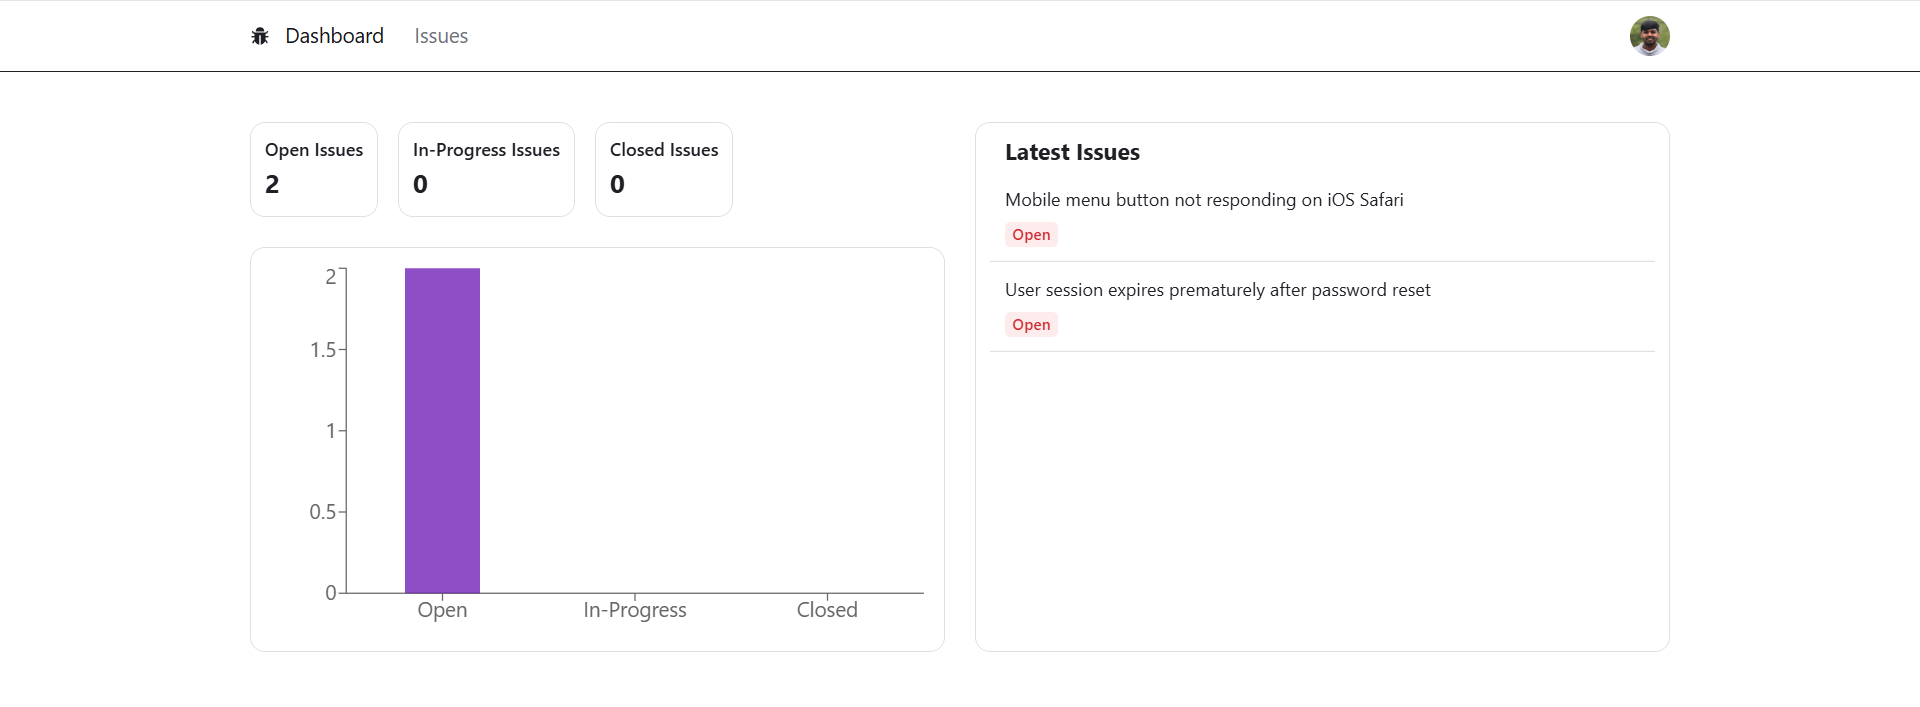 Dashboard Issues
Open Issues
2
In-Progress Issues
0
Closed Issues
0
2
1.5
1
0.5
0
Open In-Progress Closed
Latest Issues
Mobile menu button not responding on iOS Safari
Open
User session expires prematurely after password reset
Open